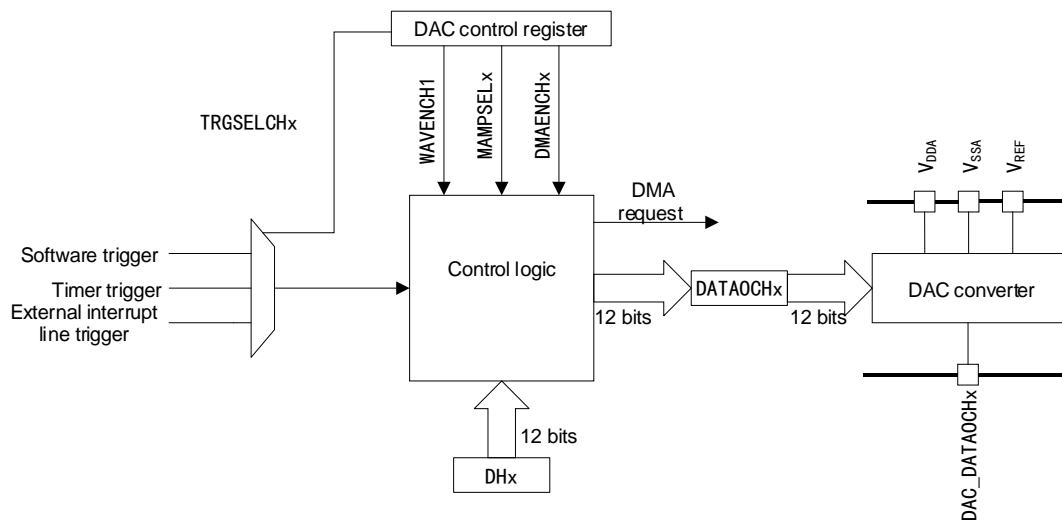 DAC control register
TRGSELCHx
WAVENCH1
MAMPSELx
DMAENCHx
VDDA
VSSA
VREF
DMA
request
Software trigger
Timer trigger
External interrupt
line trigger
Control logic
DATAOCHx
DAC converter
12 bits
12 bits
12 bits
DHx
DAC_DATAOCHx